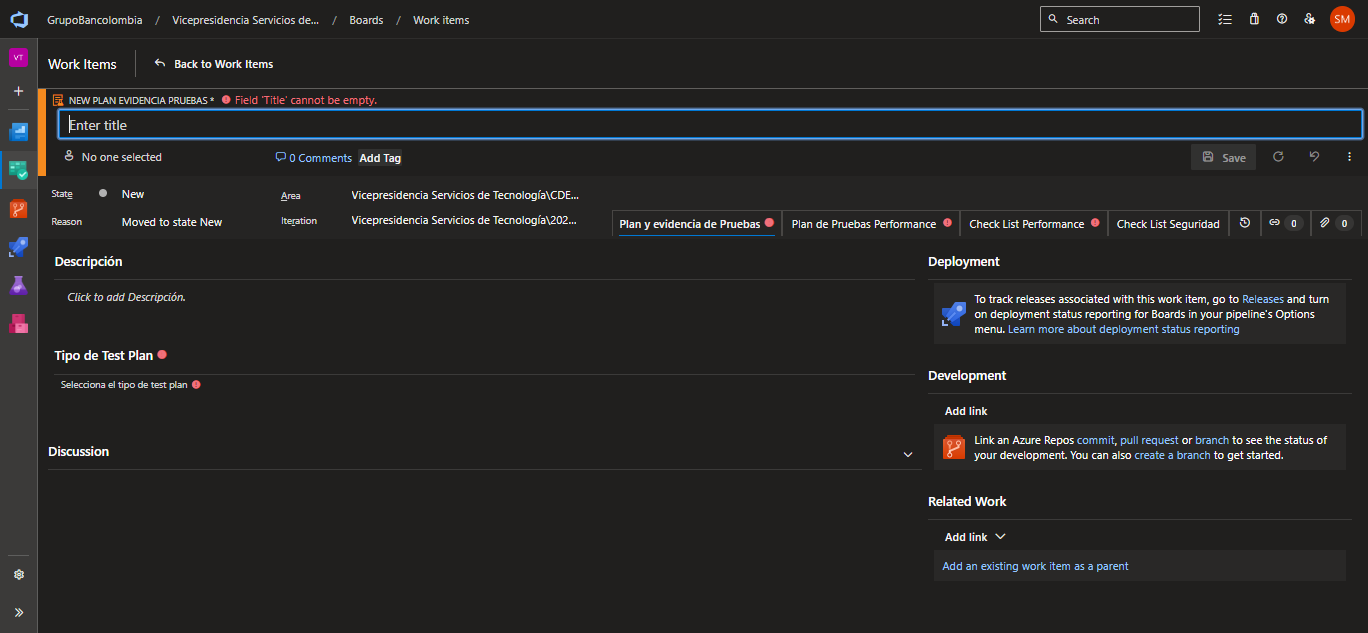 GrupoBancolombia / Vicepresidencia Servicios de... / Boards / Work items
Search
SM
VT
Work Items
Back to Work Items
NEW PLAN EVIDENCIA PRUEBAS * Field 'Title' cannot be empty.
Enter title
No one selected
0 Comments
Add Tag
Save
State
New
Area
Vicepresidencia Servicios de Tecnología\CDE...
Reason
Moved to state New
Iteration
Vicepresidencia Servicios de Tecnología\202...
Plan y evidencia de Pruebas
Plan de Pruebas Performance
Check List Performance
Check List Seguridad
0
0
Descripción
Click to add Descripción.
Tipo de Test Plan
Selecciona el tipo de test plan
Discussion
Deployment
To track releases associated with this work item, go to Releases and turn
on deployment status reporting for Boards in your pipeline's Options
menu. Learn more about deployment status reporting
Development
Add link
Link an Azure Repos commit, pull request or branch to see the status of
your development. You can also create a branch to get started.
Related Work
Add link
Add an existing work item as a parent